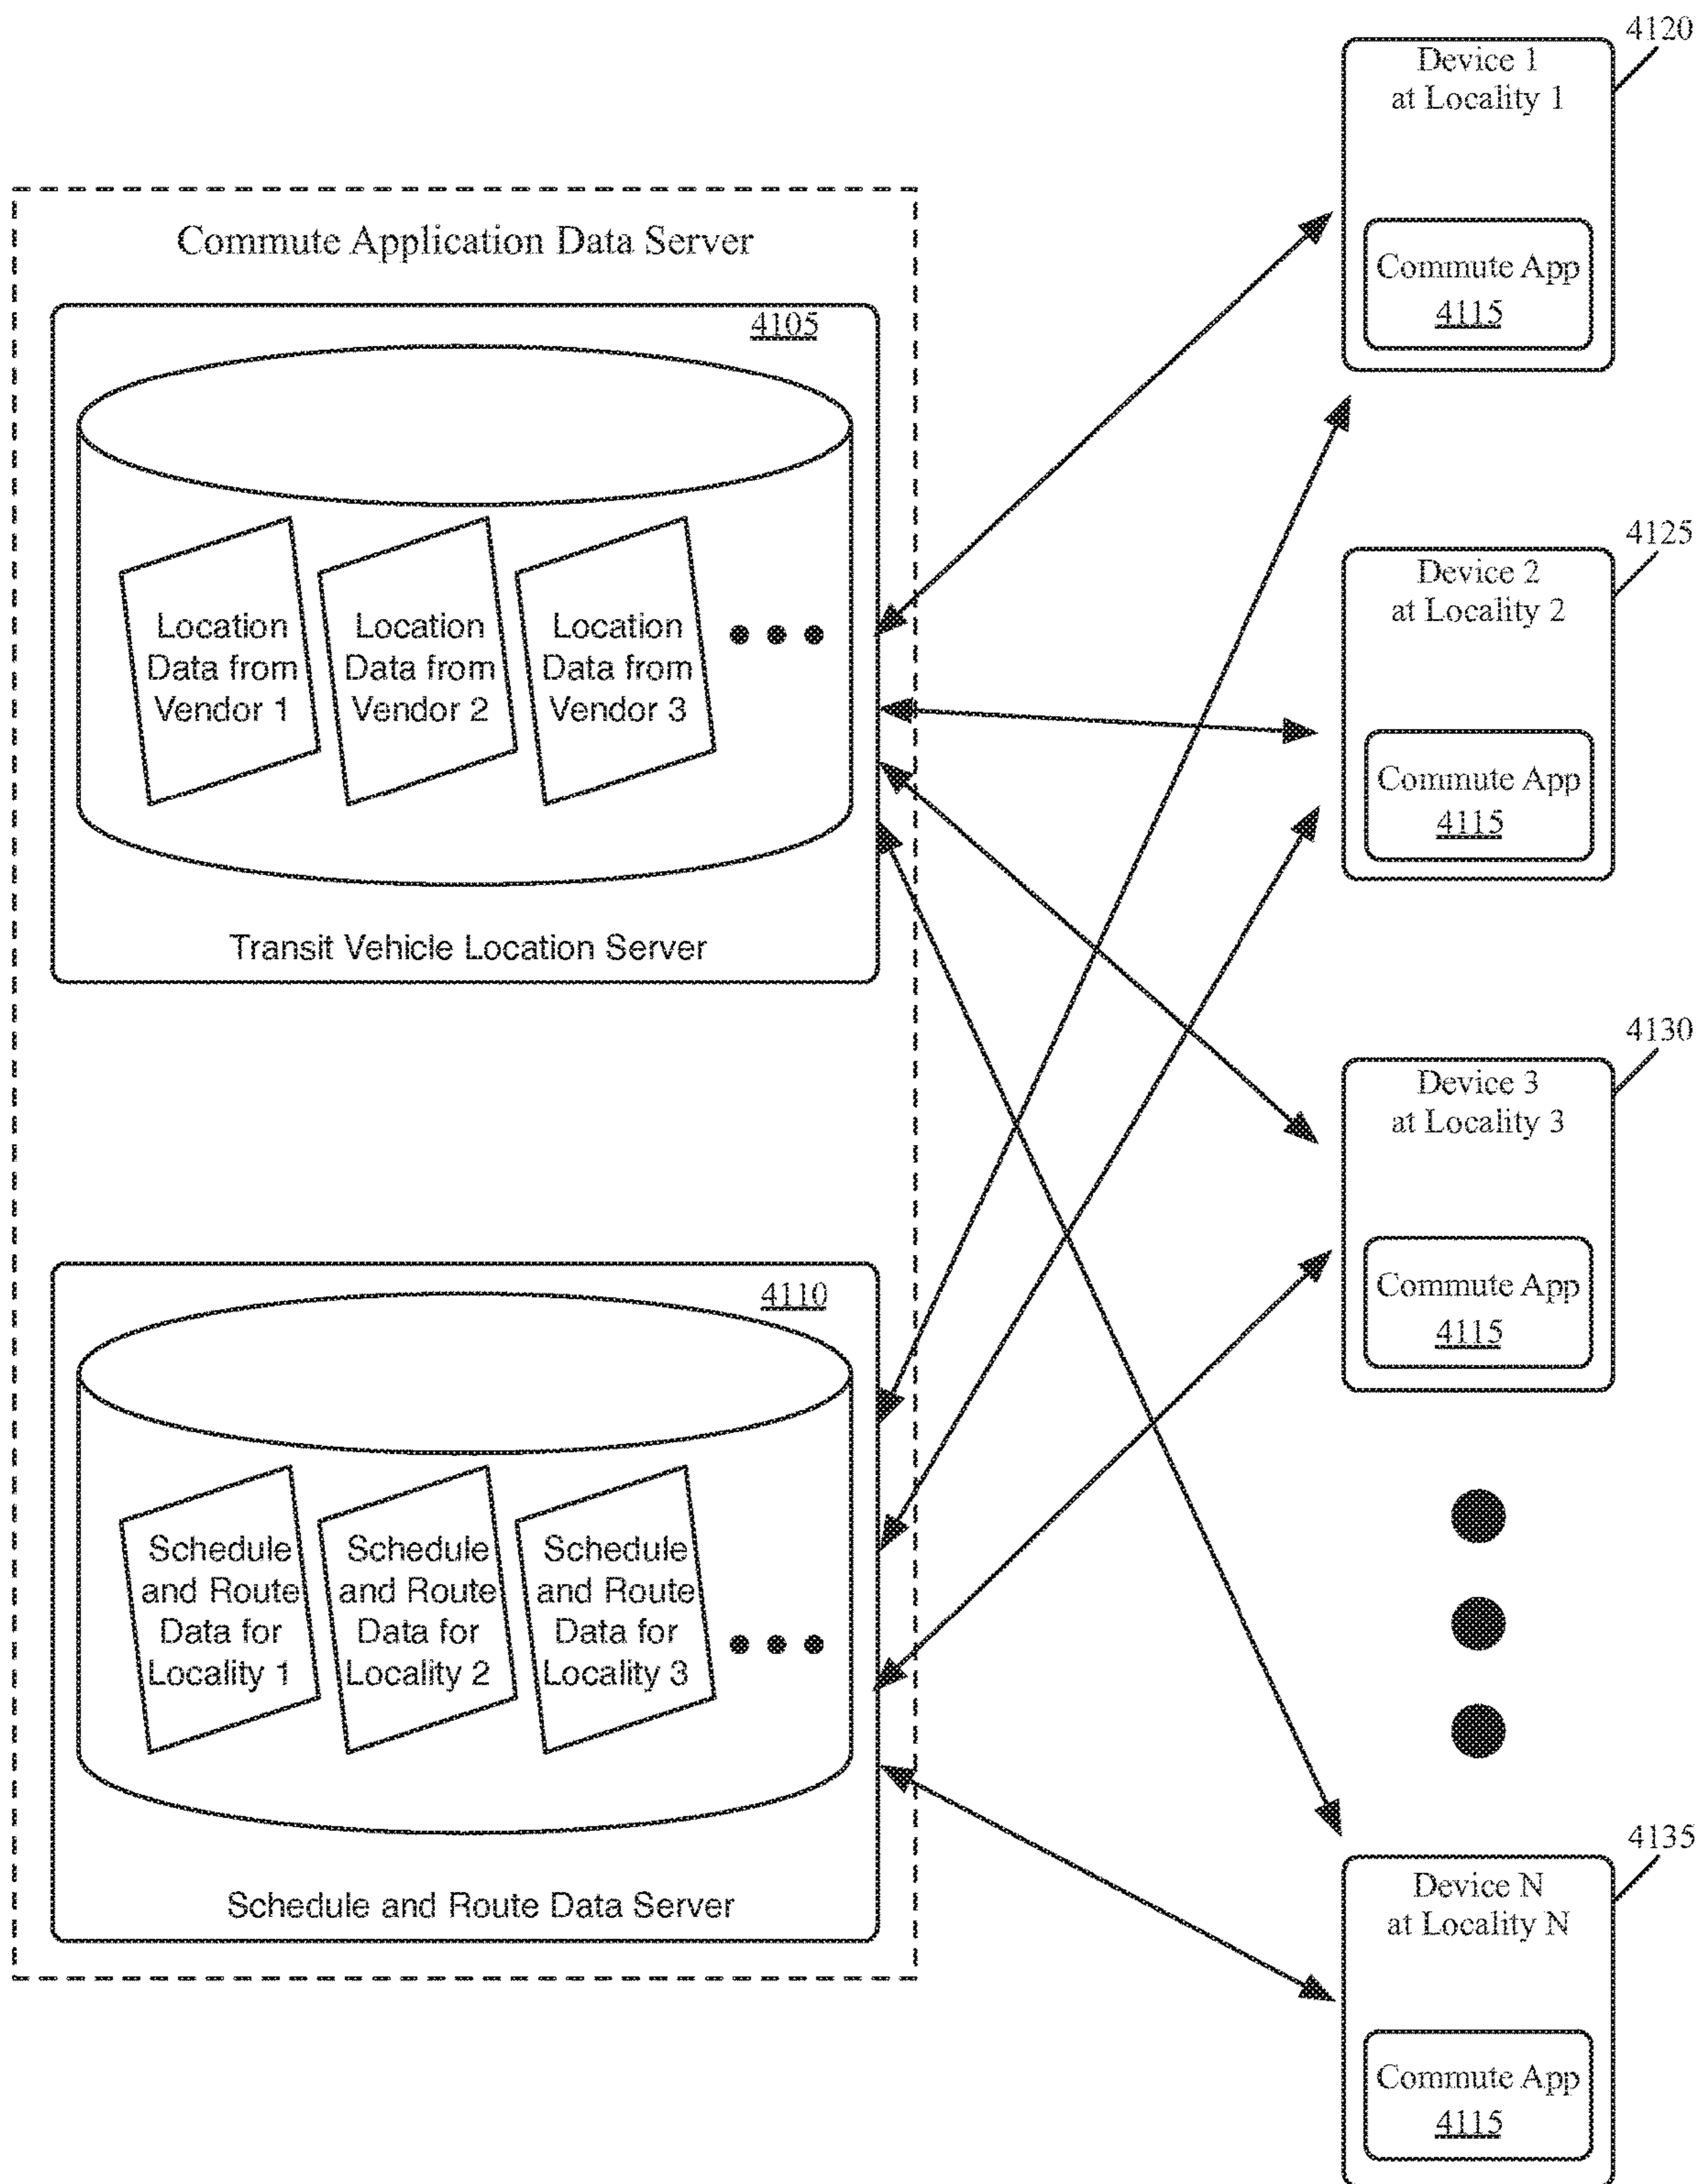 Commute Application Data Server
4105
Location
Data from
Vendor 1
Location
Data from
Vendor 2
Location
Data from
Vendor 3
Transit Vehicle Location Server
4110
Schedule
and Route
Data for
Locality 1
Schedule
and Route
Data for
Locality 2
Schedule
and Route
Data for
Locality 3
Schedule and Route Data Server
4120
Device 1
at Locality 1
Commute App
4115
4125
Device 2
at Locality 2
Commute App
4115
4130
Device 3
at Locality 3
Commute App
4115
4135
Device N
at Locality N
Commute App
4115